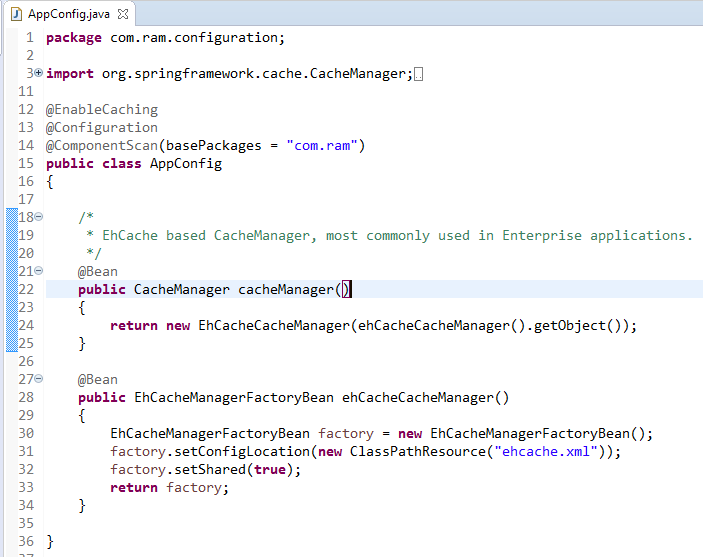 AppConfig.java
1 package com.ram.configuration;
2
3 import org.springframework.cache.CacheManager;
11
12 @EnableCaching
13 @Configuration
14 @ComponentScan(basePackages = "com.ram")
15 public class AppConfig
16 {
17
18     /*
19      * EhCache based CacheManager, most commonly used in Enterprise applications.
20      */
21     @Bean
22     public CacheManager cacheManager()
23     {
24         return new EhCacheCacheManager(ehCacheCacheManager().getObject());
25     }
26
27     @Bean
28     public EhCacheManagerFactoryBean ehCacheCacheManager()
29     {
30         EhCacheManagerFactoryBean factory = new EhCacheManagerFactoryBean();
31         factory.setConfigLocation(new ClassPathResource("ehcache.xml"));
32         factory.setShared(true);
33         return factory;
34     }
35
36 }